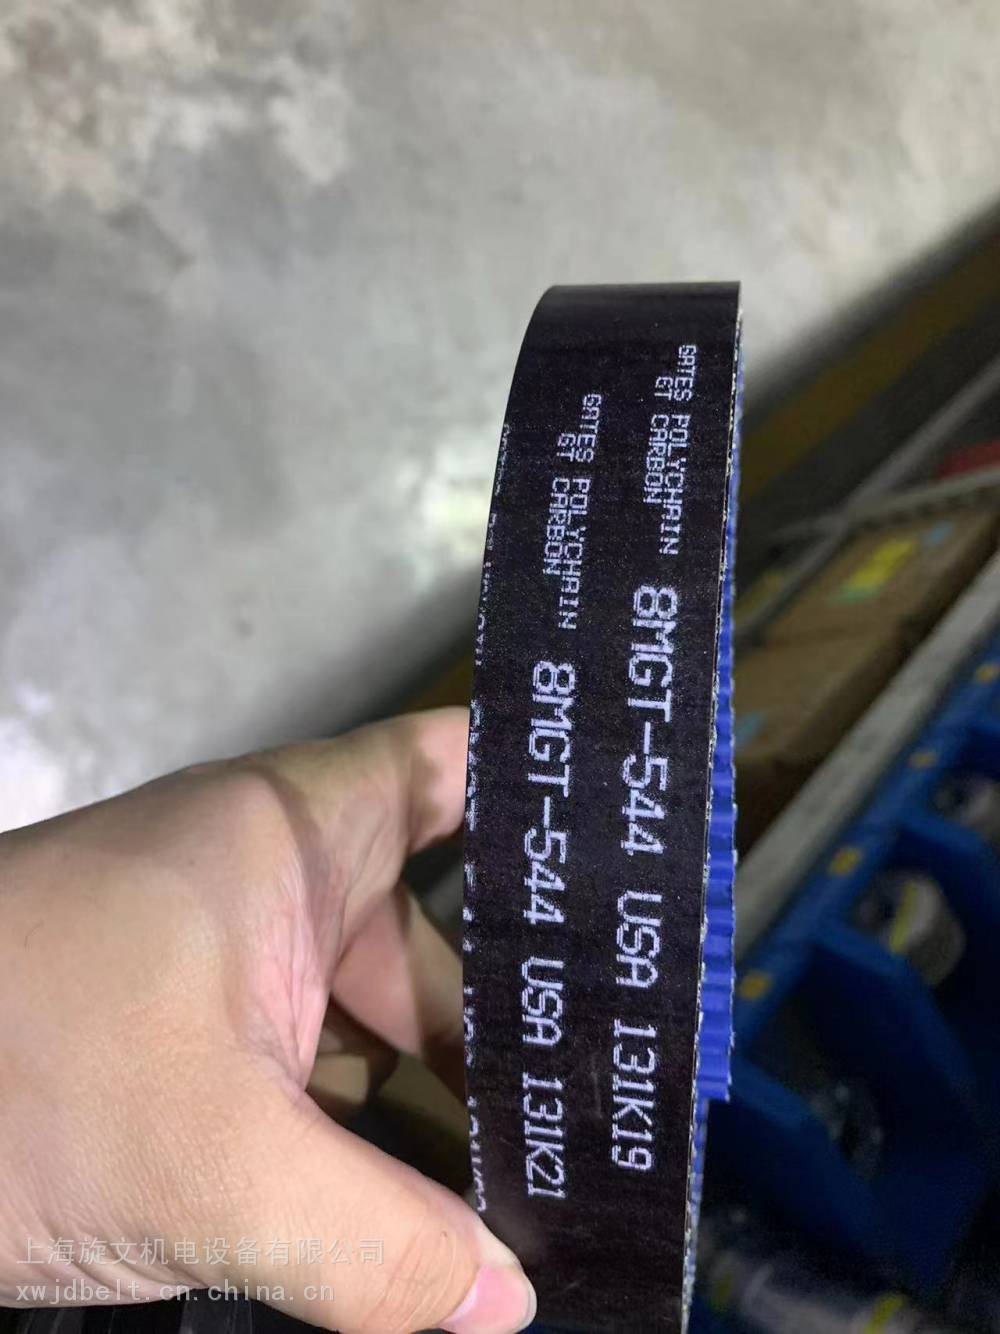 GATES POLYCHAIN
GT CARBON
8MGT-544 USA 131K19
GATES POLYCHAIN
GT CARBON
8MGT-544 USA 131K21
上海旋文机电设备有限公司
xwjdbelt.cn.china.cn